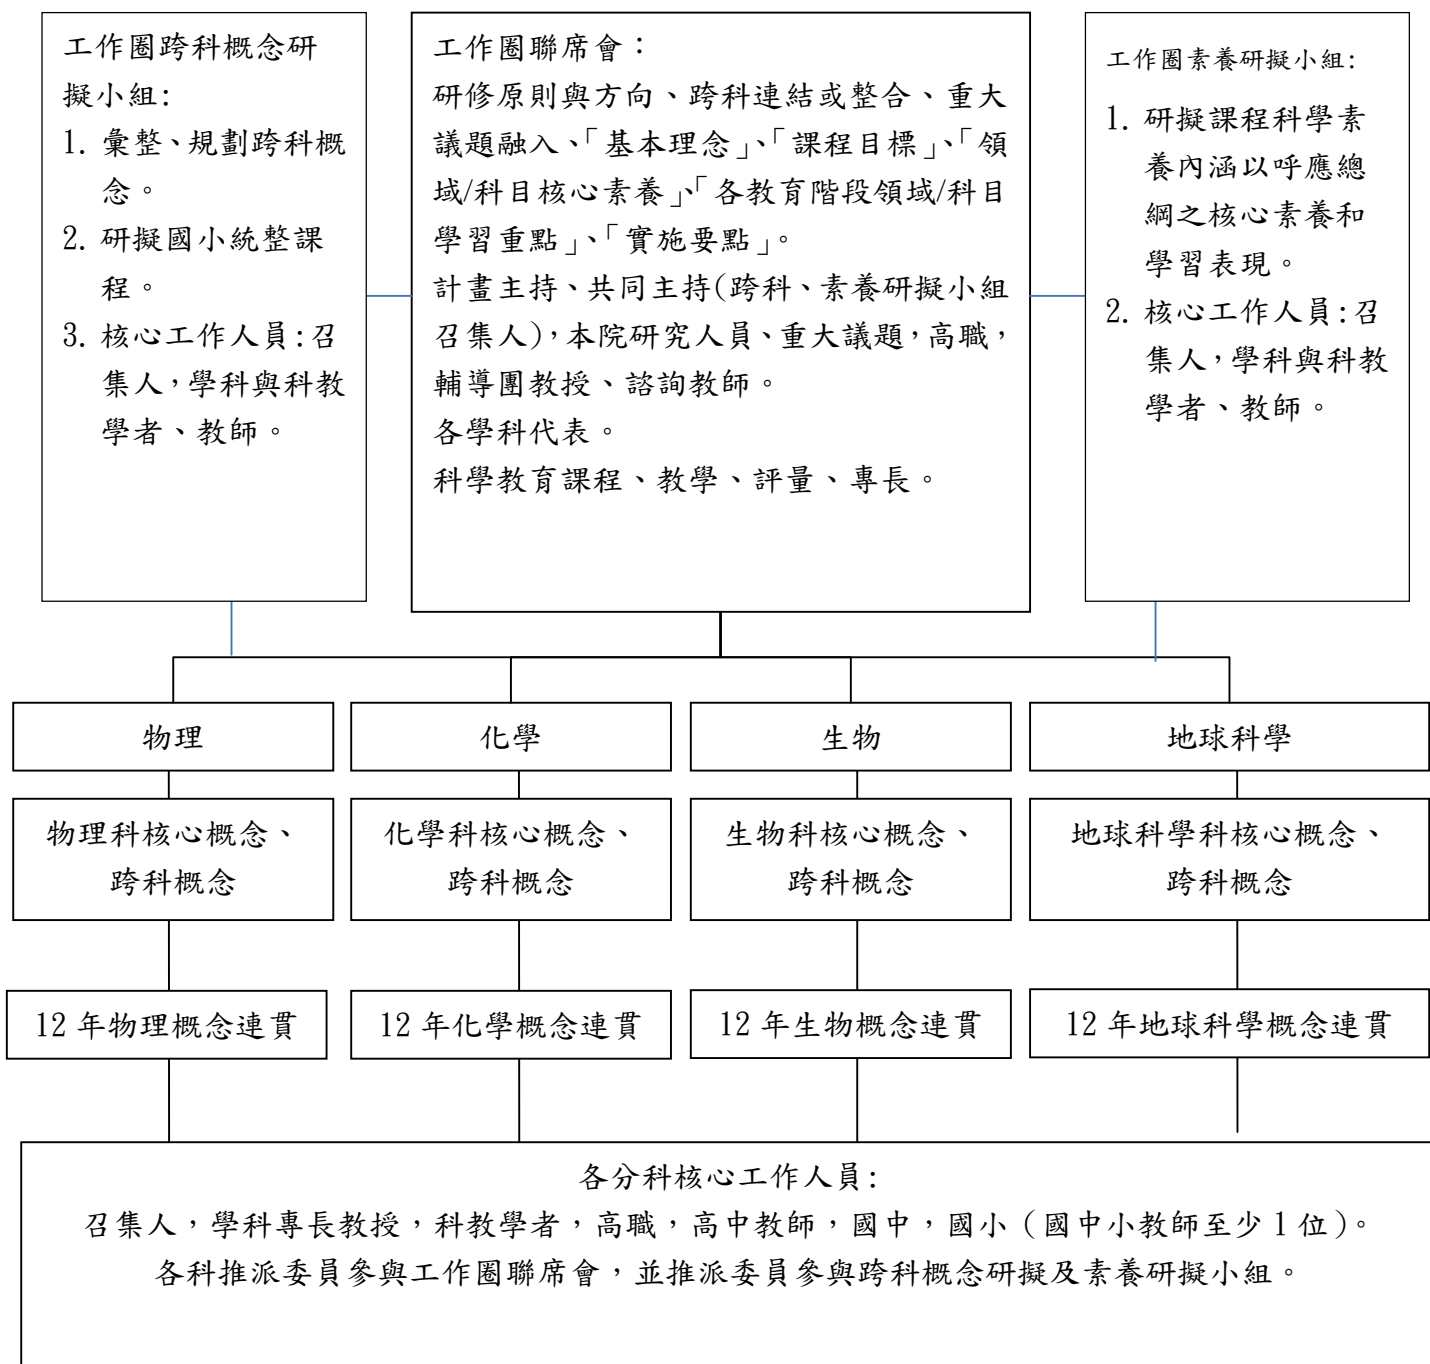 工作圈跨科概念研
擬小組:
1. 彙整、規劃跨科概
念。
2. 研擬國小統整課
程。
3. 核心工作人員:召
集人，學科與科教
學者、教師。
工作圈聯席會：
研修原則與方向、跨科連結或整合、重大
議題融入、「基本理念」、「課程目標」、「領
域/科目核心素養」、「各教育階段領域/科目
學習重點」、「實施要點」。
計畫主持、共同主持(跨科、素養研擬小組
召集人)，本院研究人員、重大議題，高職，
輔導團教授、諮詢教師。
各學科代表。
科學教育課程、教學、評量、專長。
工作圈素養研擬小組:
1. 研擬課程科學素
養內涵以呼應總
綱之核心素養和
學習表現。
2. 核心工作人員:召
集人，學科與科教
學者、教師。
物理
化學
生物
地球科學
物理科核心概念、
跨科概念
化學科核心概念、
跨科概念
生物科核心概念、
跨科概念
地球科學科核心概念、
跨科概念
12 年物理概念連貫
12 年化學概念連貫
12 年生物概念連貫
12 年地球科學概念連貫
各分科核心工作人員:
召集人，學科專長教授，科教學者，高職，高中教師，國中，國小（國中小教師至少 1 位）。
各科推派委員參與工作圈聯席會，並推派委員參與跨科概念研擬及素養研擬小組。